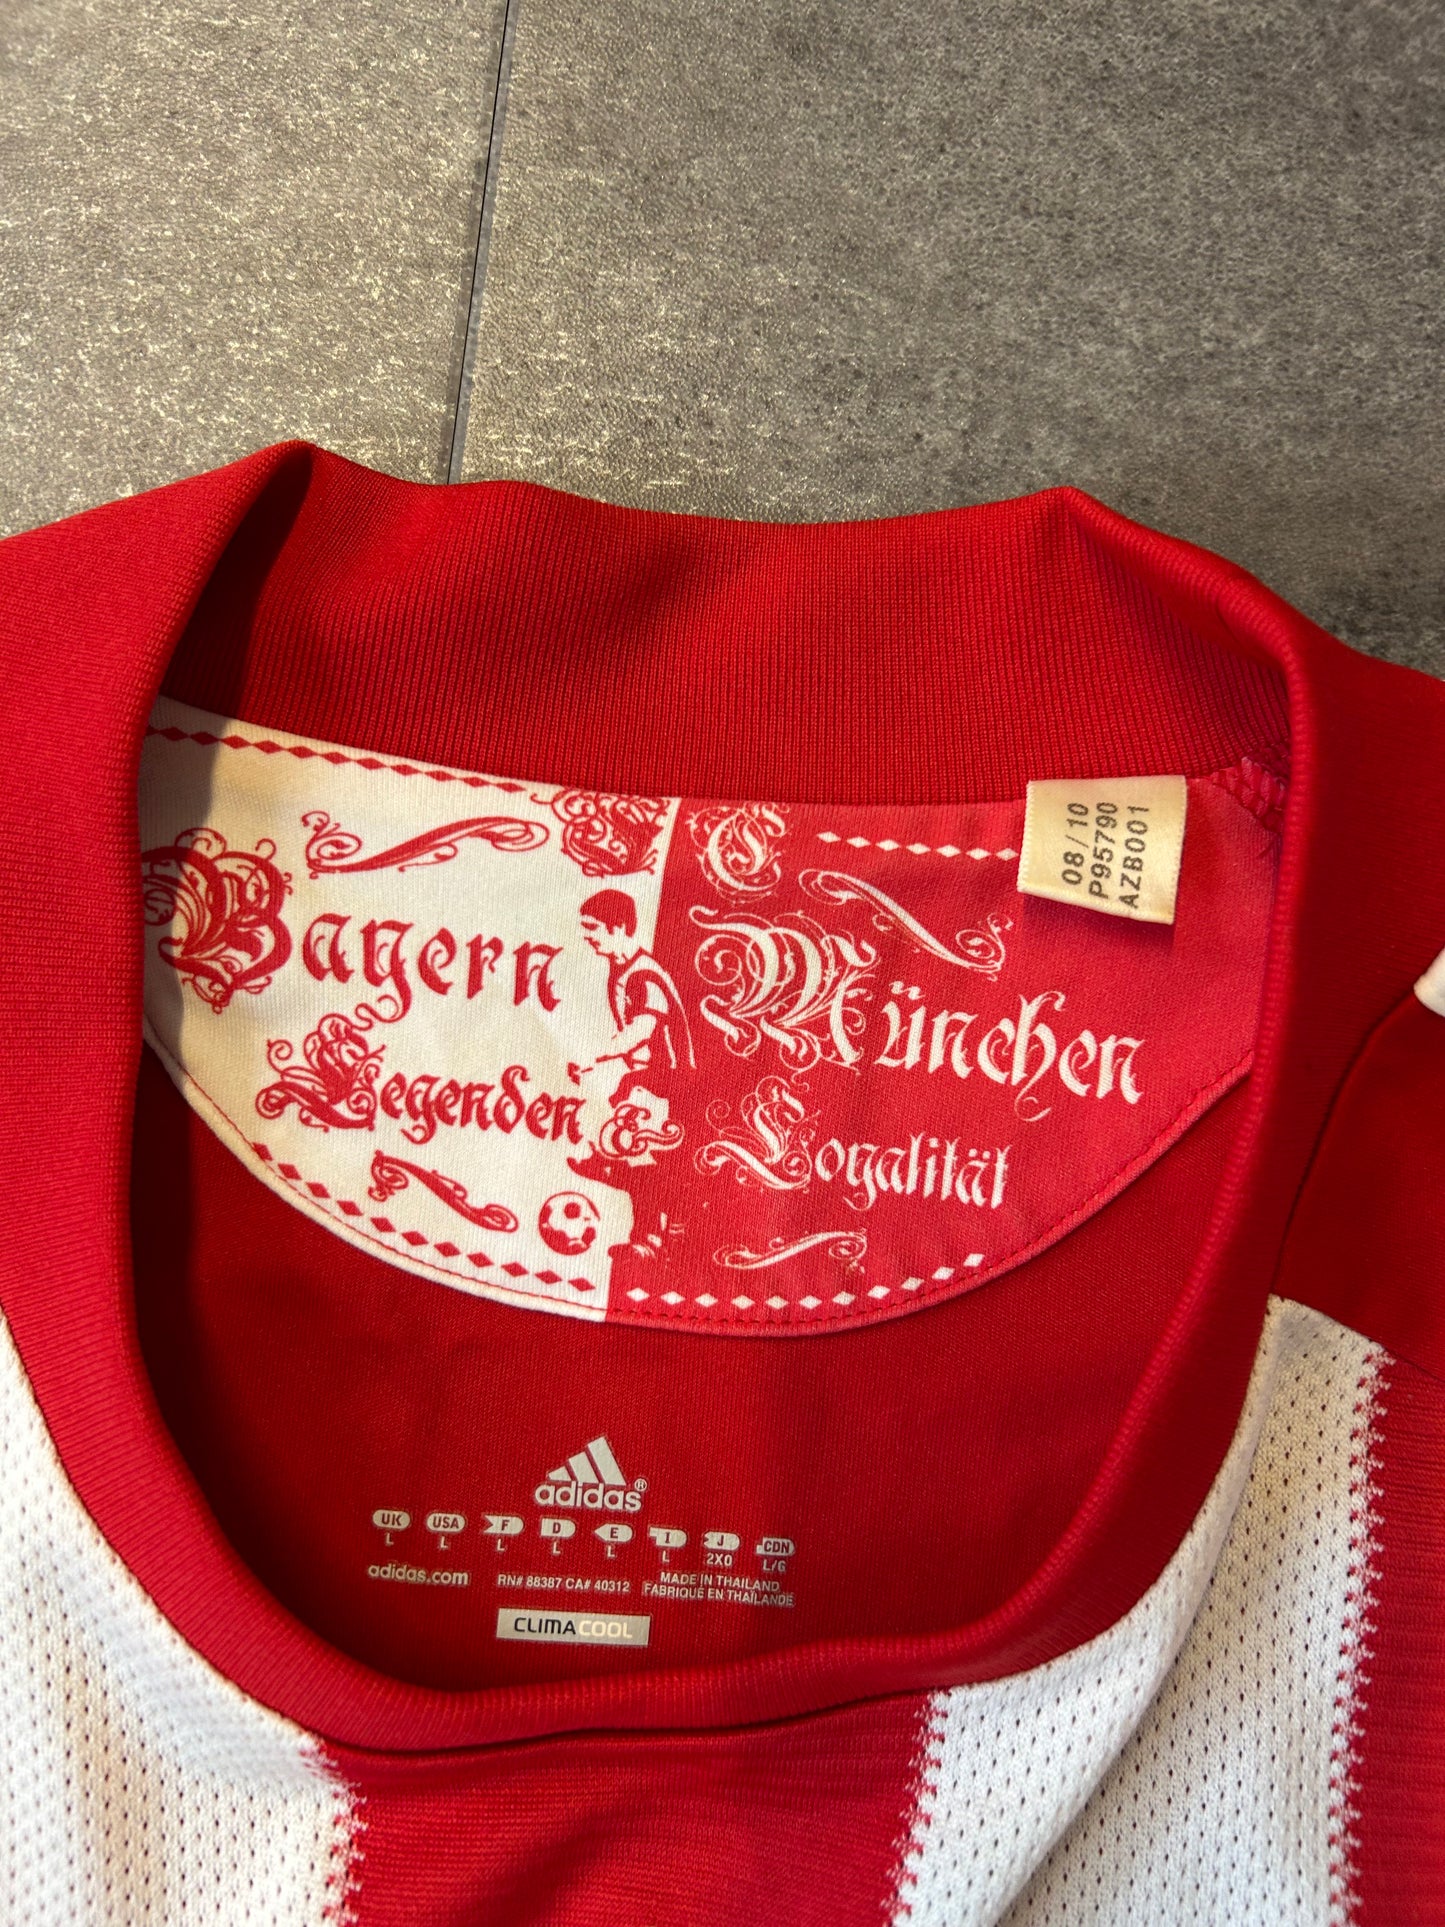 Bayern München
Legenden Loyalität
08/10
P95790
AZB001
adidas®
UK USA F D E I J CDN
L L L L L L 2XO L/G
adidas.com RN# 88387 CA# 40312 MADE IN THAILAND
FABRIQUÉ EN THAÏLANDE
CLIMACOOL